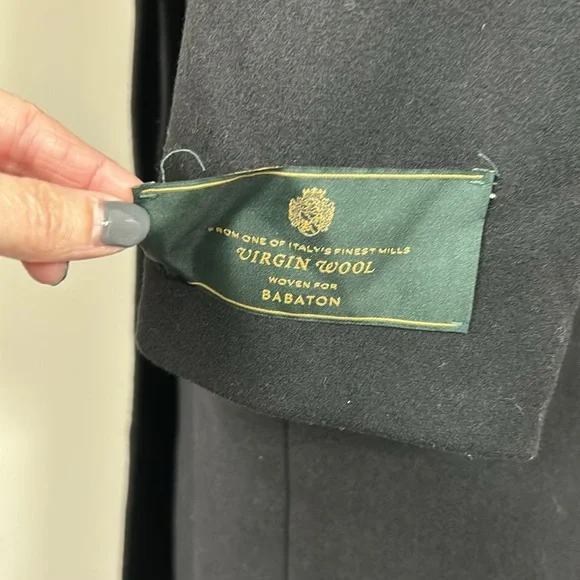 FROM ONE OF ITALY'S FINEST MILLS
VIRGIN WOOL
WOVEN FOR
BABATON